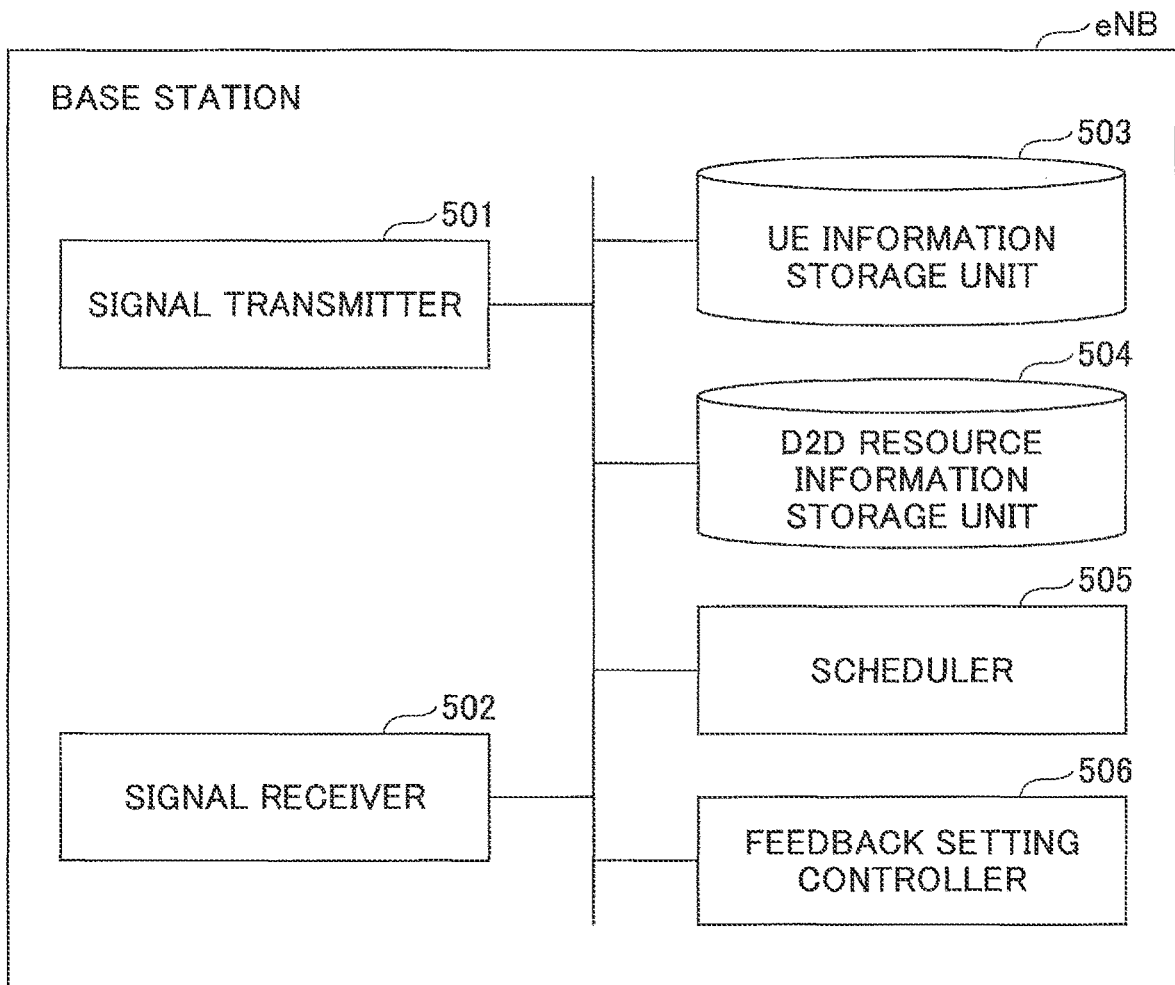 eNB
BASE STATION
503
UE INFORMATION
STORAGE UNIT
501
SIGNAL TRANSMITTER
504
D2D RESOURCE
INFORMATION
STORAGE UNIT
505
SCHEDULER
502
SIGNAL RECEIVER
506
FEEDBACK SETTING
CONTROLLER